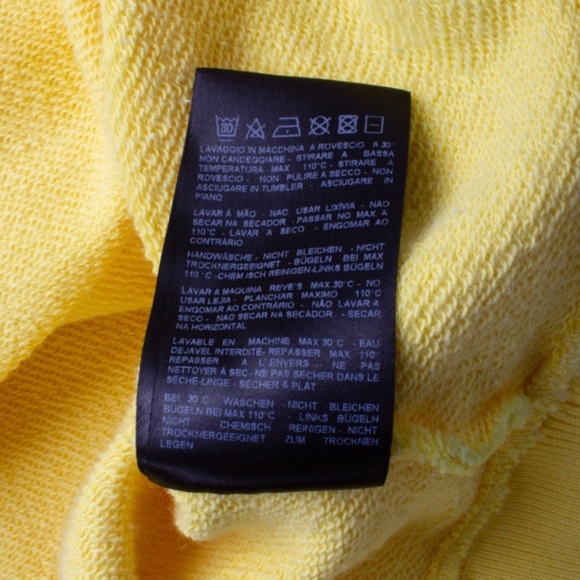 30
LAVAGGIO IN MACCHINA A ROVESCIO A 30°
NON CANDEGGIARE - STIRARE A BASSA
TEMPERATURA MAX 110°C - STIRARE A
ROVESCIO - NON PULIRE A SECCO - NON
ASCIUGARE IN TUMBLER - ASCIUGARE IN
PIANO
LAVAR Á MÃO - NAO USAR LIXÍVIA - NAO
SECAR NA SECADOR - PASSAR NO MAX A
110°C - LAVAR A SECO - ENGOMAR AO
CONTRÁRIO
HANDWÄSCHE - NICHT BLEICHEN - NICHT
TROCKNERGEEIGNET - BÜGELN BEI MAX
110°C -CHEMISCH REINIGEN-LINKS BÜGELN
LAVAR A MAQUINA REVE'S MAX 30°C - NO
USAR LEJIA - PLANCHAR MAXIMO 110°C
ENGOMAR AO CONTRÁRIO - NÃO LAVAR A
SECO - NAO SECAR NA SECADOR - SECAR
NA HORIZONTAL
LAVABLE EN MACHINE MAX 30°C - EAU
DEJAVEL INTERDITE- REPASSER MAX 110°
REPASSER A L'ENVERS - NE PAS
NETTOYER À SEC- NE PAS SÉCHER DANS LE
SÈCHE-LINGE - SÉCHER À PLAT
BEI 30 C WASCHEN - NICHT BLEICHEN
BÜGELN BEI MAX 110°C - LINKS BÜGELN
NICHT CHEMISCH REINIGEN - NICHT
TROCKNERGEEIGNET ZUM TROCKNEN
LEGEN